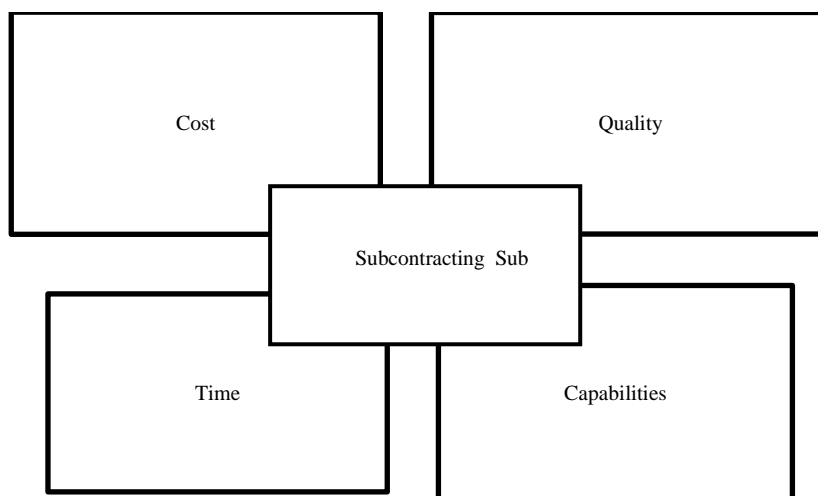 Cost
Quality
Subcontracting Sub
Time
Capabilities